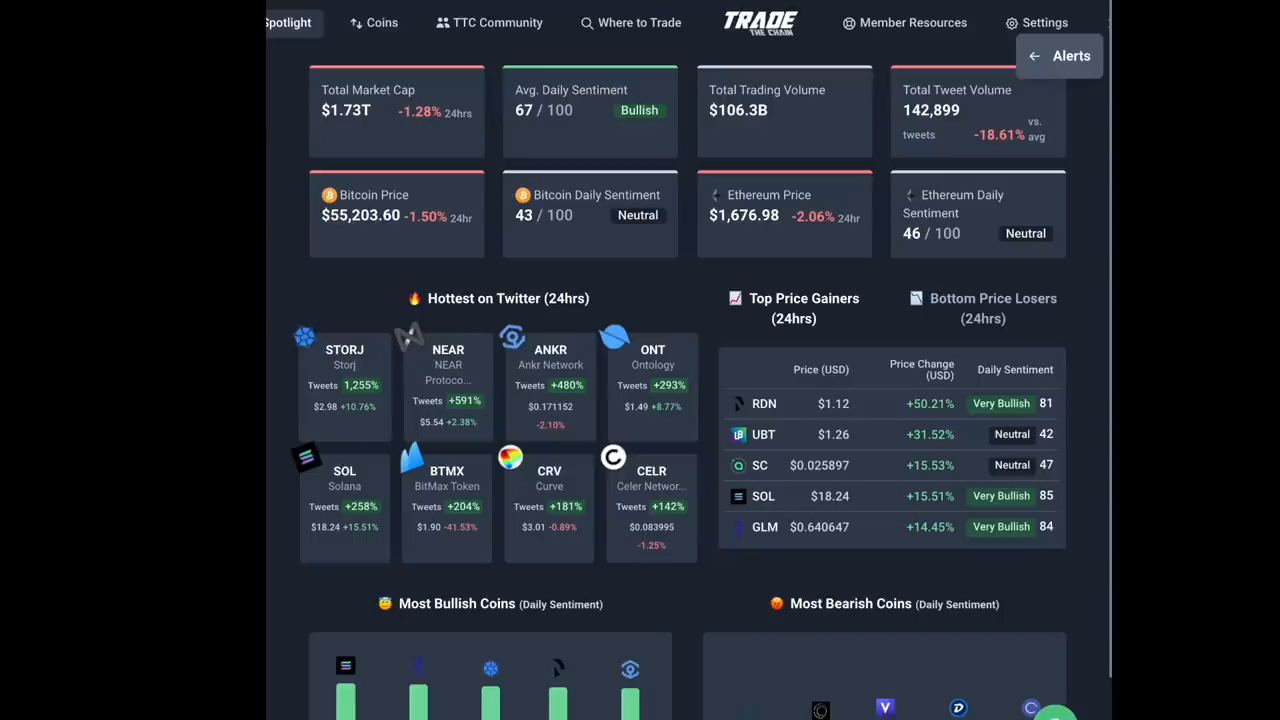 Spotlight
Coins
TTC Community
Where to Trade
TRADE
THE CHAIN
Member Resources
Settings
Alerts
Total Market Cap
$1.73T -1.28% 24hrs
Avg. Daily Sentiment
67 / 100 Bullish
Total Trading Volume
$106.3B
Total Tweet Volume
142,899
tweets -18.61% vs. avg
Bitcoin Price
$55,203.60 -1.50% 24hr
Bitcoin Daily Sentiment
43 / 100 Neutral
Ethereum Price
$1,676.98 -2.06% 24hr
Ethereum Daily
Sentiment
46 / 100 Neutral
Hottest on Twitter (24hrs)
STORJ
Storj
Tweets 1,255%
$2.98 +10.76%
NEAR
NEAR
Protoco...
Tweets +591%
$5.54 +2.38%
ANKR
Ankr Network
Tweets +480%
$0.171152
-2.10%
ONT
Ontology
Tweets +293%
$1.49 +8.77%
SOL
Solana
Tweets +258%
$18.24 +15.51%
BTMX
BitMax Token
Tweets +204%
$1.90 -41.53%
CRV
Curve
Tweets +181%
$3.01 -0.89%
CELR
Celer Networ...
Tweets +142%
$0.083995
-1.25%
Top Price Gainers
(24hrs)
Bottom Price Losers
(24hrs)
Price (USD) Price Change (USD) Daily Sentiment
RDN $1.12 +50.21% Very Bullish 81
UBT $1.26 +31.52% Neutral 42
SC $0.025897 +15.53% Neutral 47
SOL $18.24 +15.51% Very Bullish 85
GLM $0.640647 +14.45% Very Bullish 84
Most Bullish Coins (Daily Sentiment)
Most Bearish Coins (Daily Sentiment)